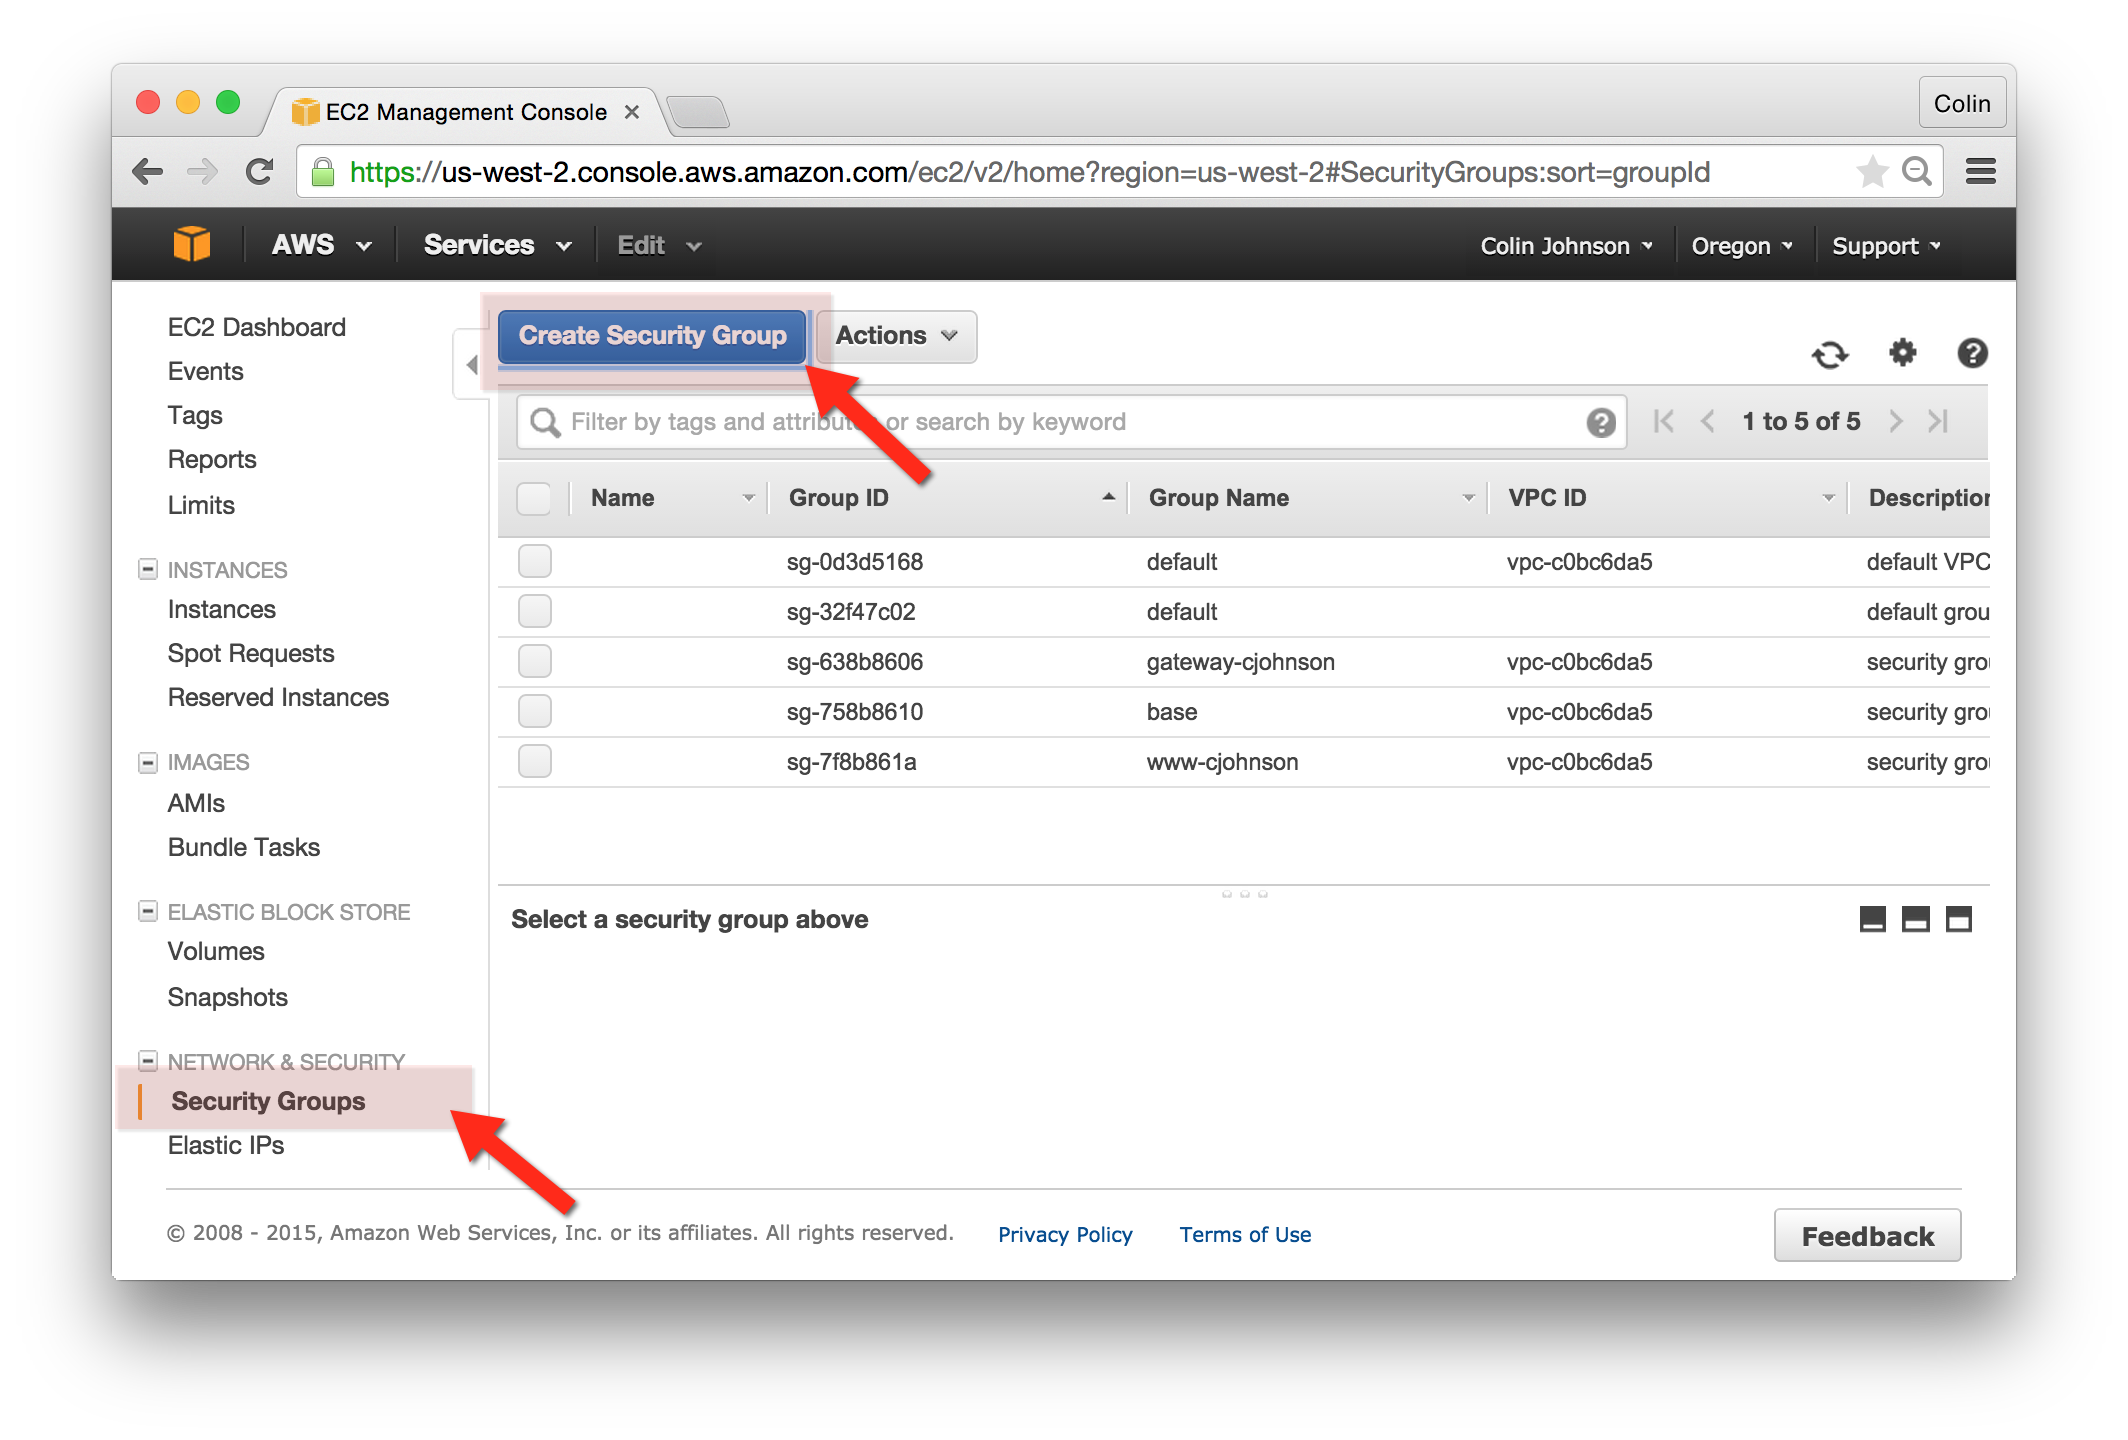 EC2 Management Console
Colin
https://us-west-2.console.aws.amazon.com/ec2/v2/home?region=us-west-2#SecurityGroups:sort=groupId
AWS Services Edit Colin Johnson Oregon Support
EC2 Dashboard
Events
Tags
Reports
Limits
INSTANCES
Instances
Spot Requests
Reserved Instances
IMAGES
AMIs
Bundle Tasks
ELASTIC BLOCK STORE
Volumes
Snapshots
NETWORK & SECURITY
Security Groups
Elastic IPs
Create Security Group Actions
Filter by tags and attribut or search by keyword 1 to 5 of 5
Name Group ID Group Name VPC ID Description
sg-0d3d5168 default vpc-c0bc6da5 default VPC
sg-32f47c02 default default grou
sg-638b8606 gateway-cjohnson vpc-c0bc6da5 security grou
sg-758b8610 base vpc-c0bc6da5 security grou
sg-7f8b861a www-cjohnson vpc-c0bc6da5 security grou
Select a security group above
© 2008 - 2015, Amazon Web Services, Inc. or its affiliates. All rights reserved. Privacy Policy Terms of Use Feedback